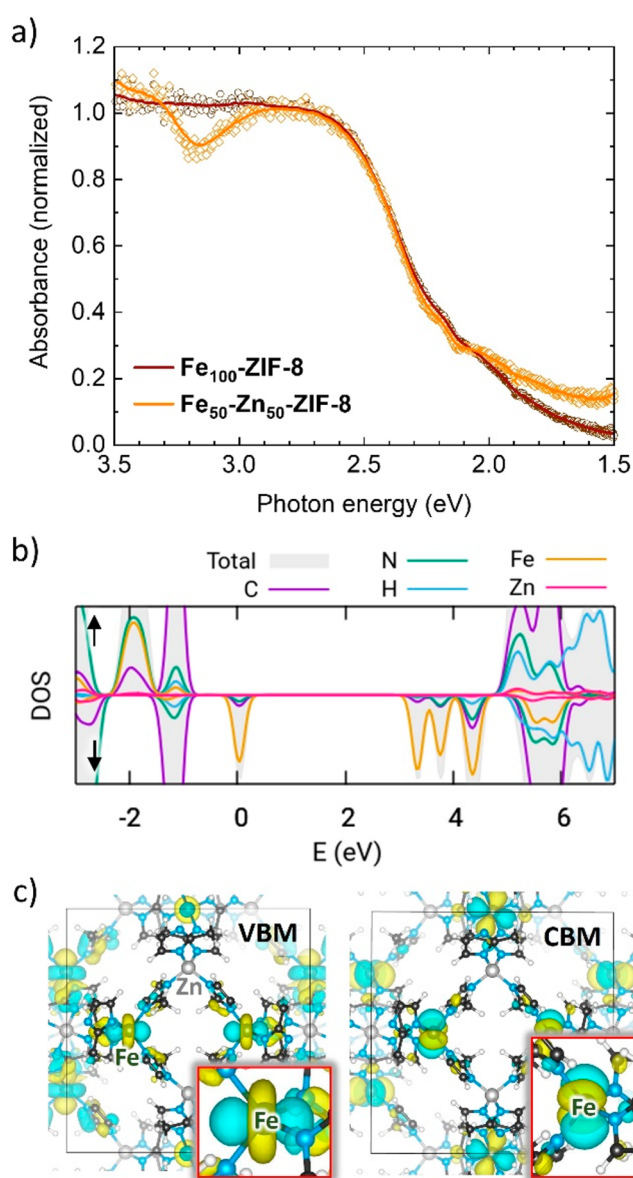 a)
1.2
1.0
0.8
0.6
0.4
0.2
0.0
Absorbance (normalized)
Fe₁₀₀-ZIF-8
Fe₅₀-Zn₅₀-ZIF-8
3.5 3.0 2.5 2.0 1.5
Photon energy (eV)
b)
Total N Fe
C H Zn
DOS
-2 0 2 4 6
E (eV)
c)
VBM CBM
Zn
Fe
Fe Fe